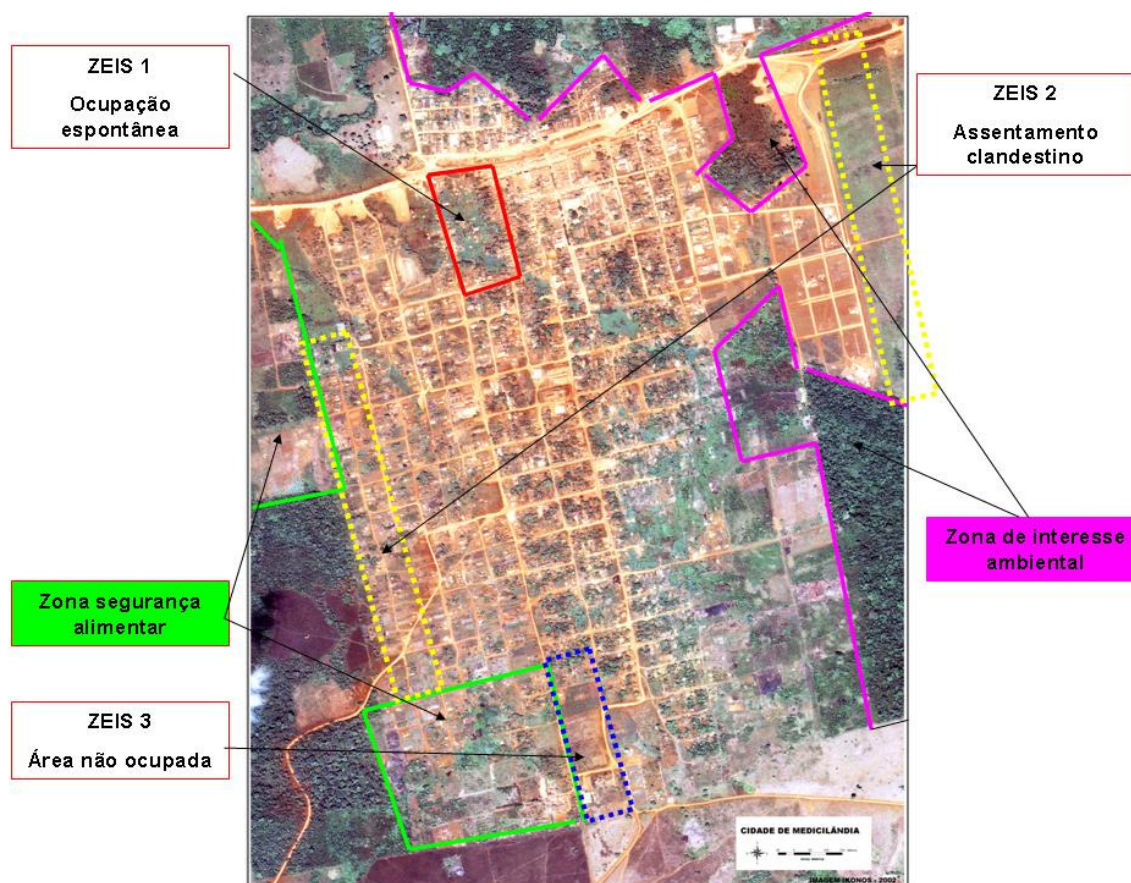 ZEIS 1
Ocupação
espontânea
ZEIS 2
Assentamento
clandestino
Zona de interesse
ambiental
Zona segurança
alimentar
ZEIS 3
Área não ocupada
CIDADE DE MEDICILÂNDIA
IMAGEM IKONOS - 2002